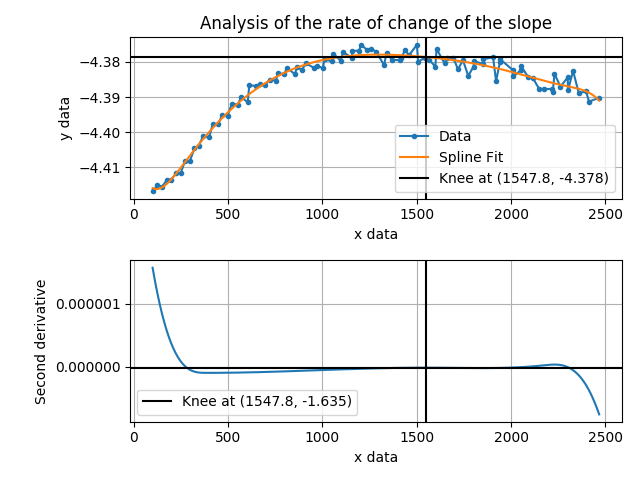 Analysis of the rate of change of the slope
−4.38
−4.39
−4.40
−4.41
y data
Data
Spline Fit
Knee at (1547.8, -4.378)
0 500 1000 1500 2000 2500
x data
0.000001
0.000000
Second derivative
Knee at (1547.8, -1.635)
0 500 1000 1500 2000 2500
x data